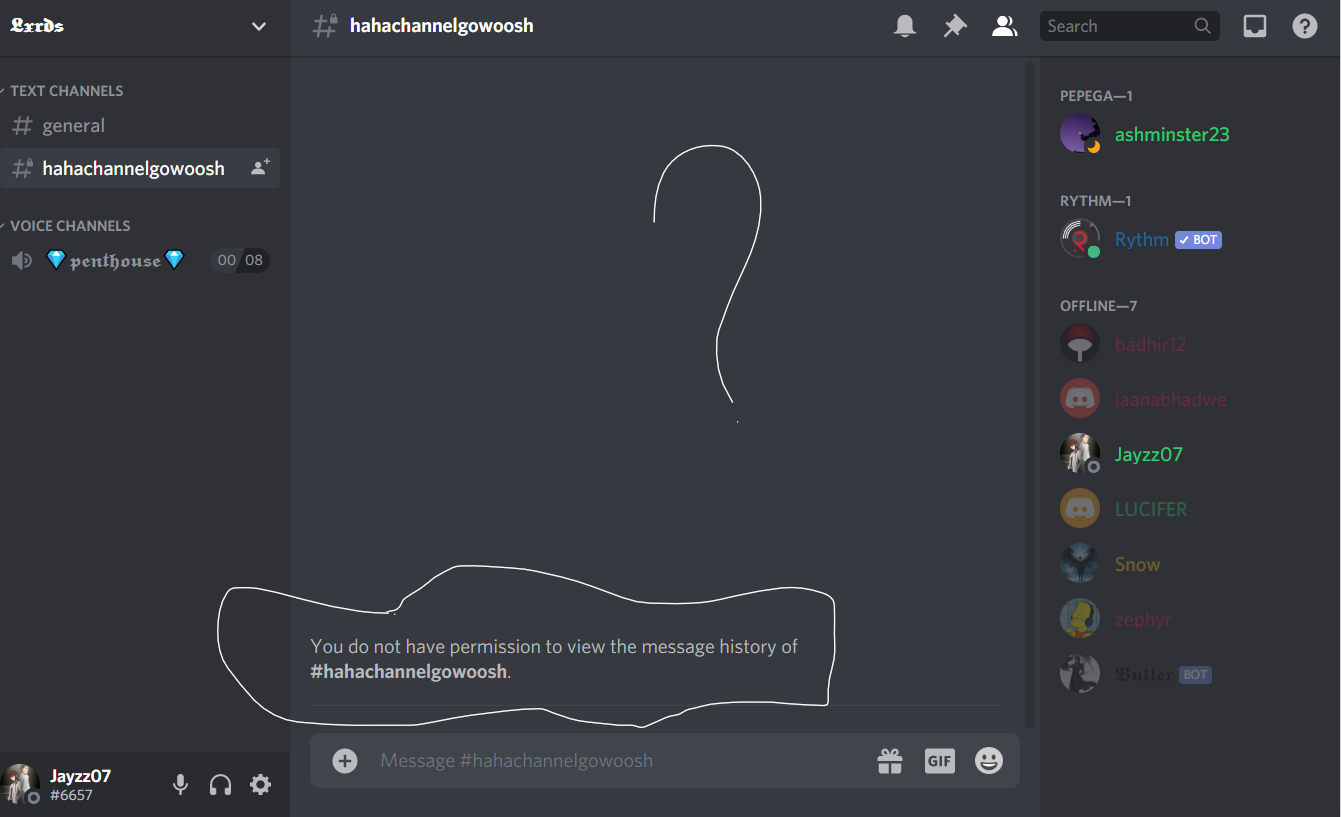 𝕷𝖝𝖗𝖉𝖘
hahachannelgowoosh
Search
TEXT CHANNELS
general
hahachannelgowoosh
VOICE CHANNELS
💎𝖕𝖊𝖓𝖙𝖍𝖔𝖚𝖘𝖊💎 00 08
?
You do not have permission to view the message history of
#hahachannelgowoosh.
Message #hahachannelgowoosh
GIF
Jayzz07
#6657
PEPEGA—1
ashminster23
RYTHM—1
Rythm ✓ BOT
OFFLINE—7
badhir12
jaanabhadwe
Jayzz07
LUCIFER
Snow
zephyr
𝕭𝖚𝖙𝖑𝖊𝖗 BOT